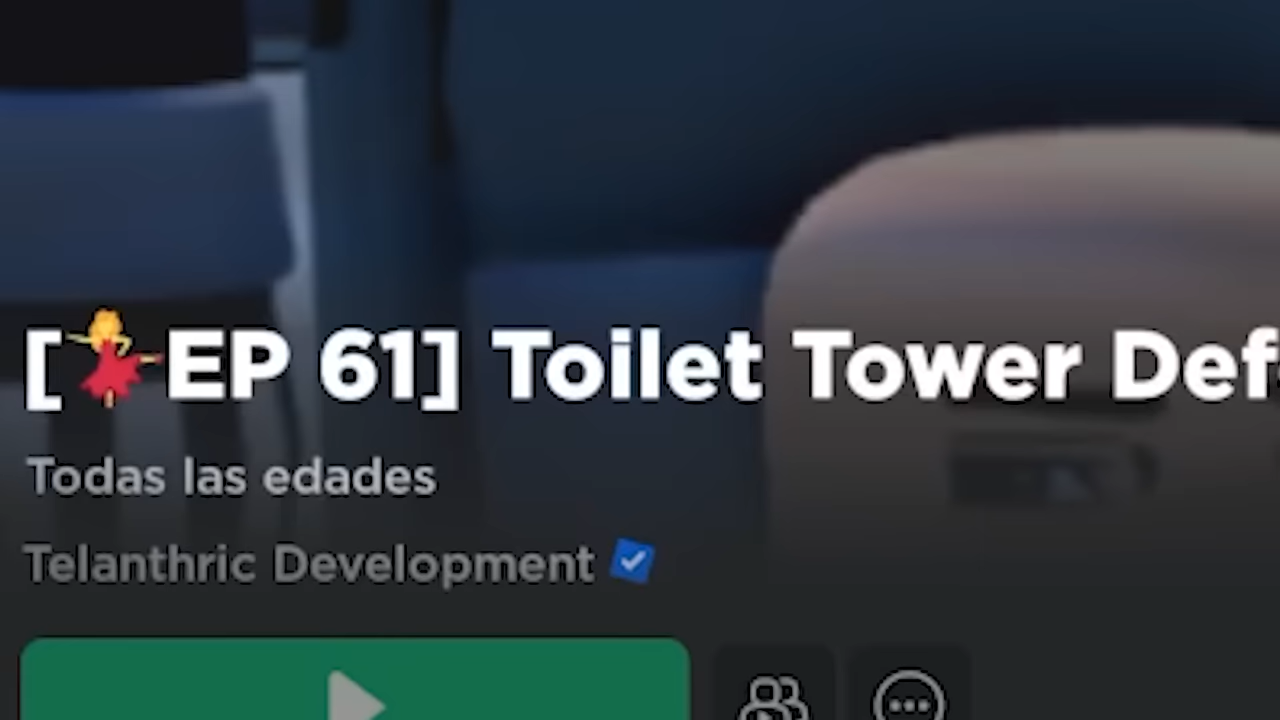 [💃EP 61] Toilet Tower Def
Todas las edades
Telanthric Development